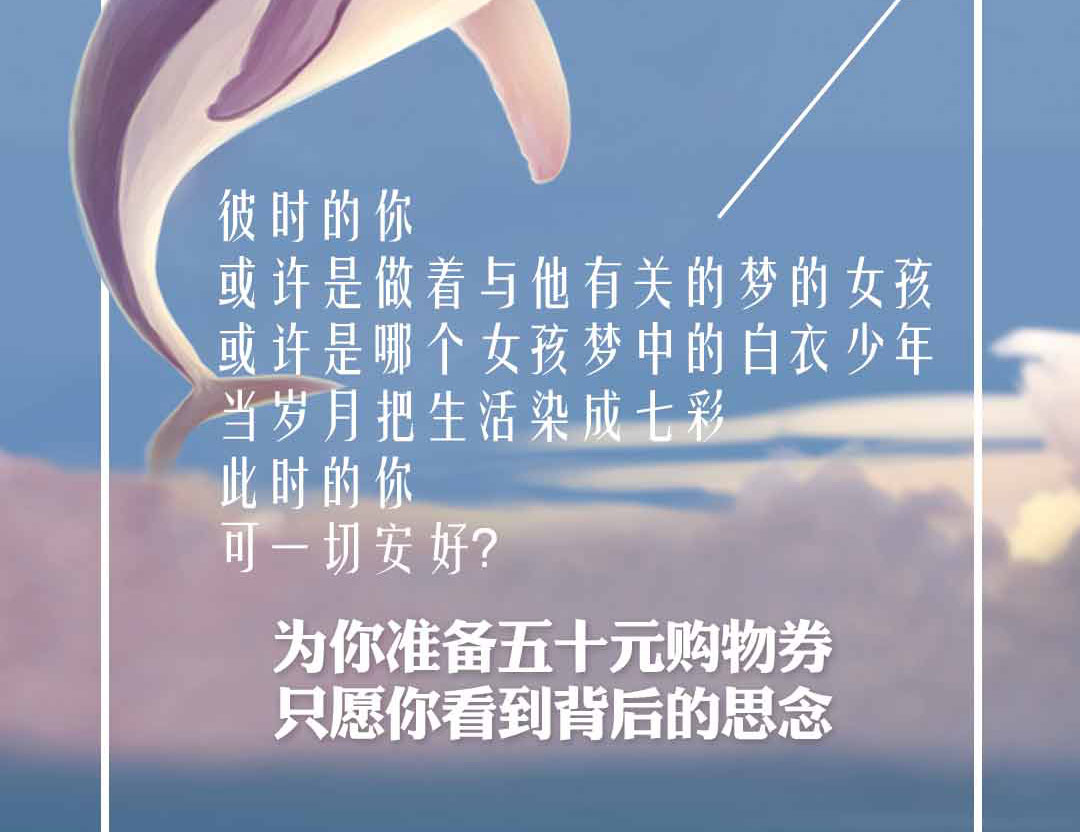 彼时的你
或许是做着与他有关的梦的女孩
或许是哪个女孩梦中的白衣少年
当岁月把生活染成七彩
此时的你
可一切安好?
为你准备五十元购物券
只愿你看到背后的思念